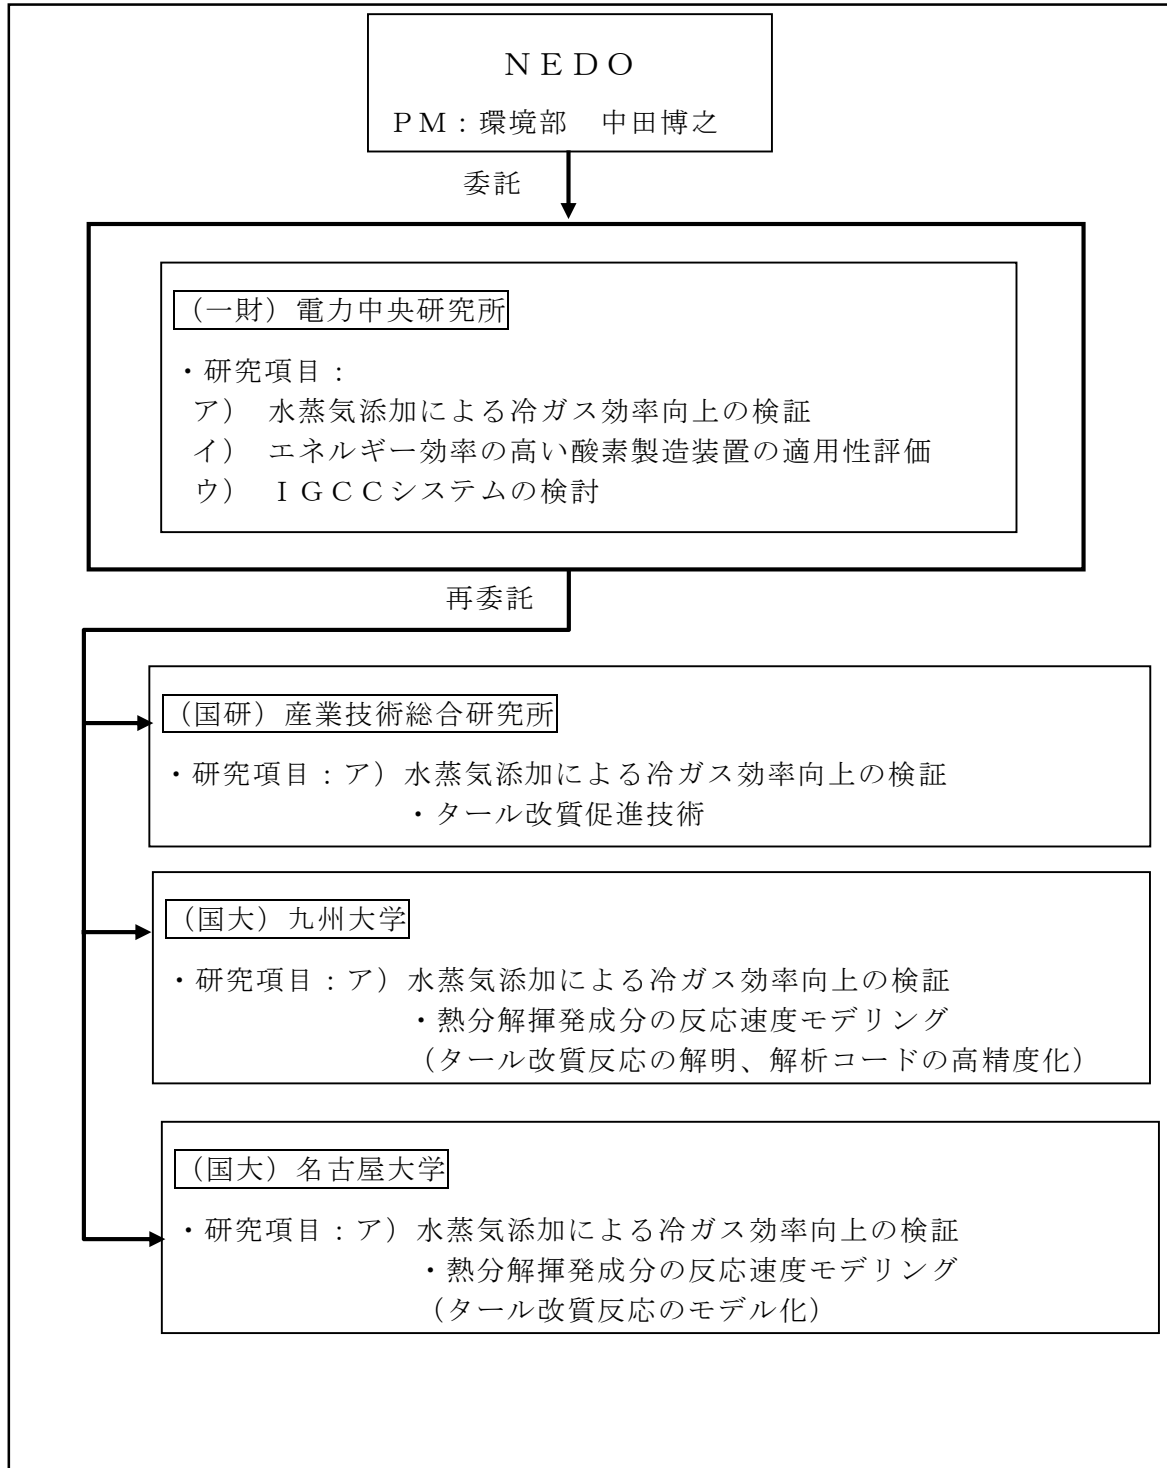 ＮＥＤＯ
ＰＭ：環境部　中田博之
委託
（一財）電力中央研究所
・研究項目：
ア）　水蒸気添加による冷ガス効率向上の検証
イ）　エネルギー効率の高い酸素製造装置の適用性評価
ウ）　ＩＧＣＣシステムの検討
再委託
（国研）産業技術総合研究所
・研究項目：ア）水蒸気添加による冷ガス効率向上の検証
・タール改質促進技術
（国大）九州大学
・研究項目：ア）水蒸気添加による冷ガス効率向上の検証
・熱分解揮発成分の反応速度モデリング
（タール改質反応の解明、解析コードの高精度化）
（国大）名古屋大学
・研究項目：ア）水蒸気添加による冷ガス効率向上の検証
・熱分解揮発成分の反応速度モデリング
（タール改質反応のモデル化）